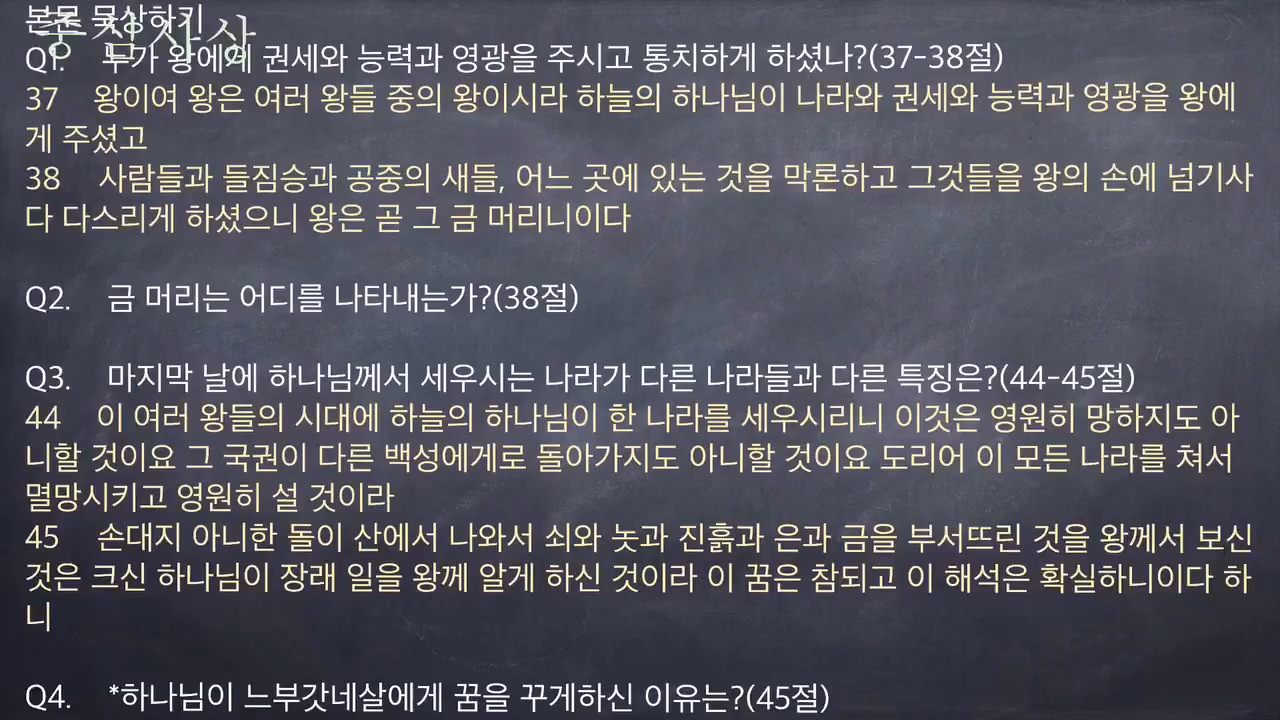 본문 묵상하기
중심사상
Q1. 누가 왕에게 권세와 능력과 영광을 주시고 통치하게 하셨나?(37-38절)
37 왕이여 왕은 여러 왕들 중의 왕이시라 하늘의 하나님이 나라와 권세와 능력과 영광을 왕에
게 주셨고
38 사람들과 들짐승과 공중의 새들, 어느 곳에 있는 것을 막론하고 그것들을 왕의 손에 넘기사
다 다스리게 하셨으니 왕은 곧 그 금 머리니이다
Q2. 금 머리는 어디를 나타내는가?(38절)
Q3. 마지막 날에 하나님께서 세우시는 나라가 다른 나라들과 다른 특징은?(44-45절)
44 이 여러 왕들의 시대에 하늘의 하나님이 한 나라를 세우시리니 이것은 영원히 망하지도 아
니할 것이요 그 국권이 다른 백성에게로 돌아가지도 아니할 것이요 도리어 이 모든 나라를 쳐서
멸망시키고 영원히 설 것이라
45 손대지 아니한 돌이 산에서 나와서 쇠와 놋과 진흙과 은과 금을 부서뜨린 것을 왕께서 보신
것은 크신 하나님이 장래 일을 왕께 알게 하신 것이라 이 꿈은 참되고 이 해석은 확실하니이다 하
니
Q4. *하나님이 느부갓네살에게 꿈을 꾸게하신 이유는?(45절)